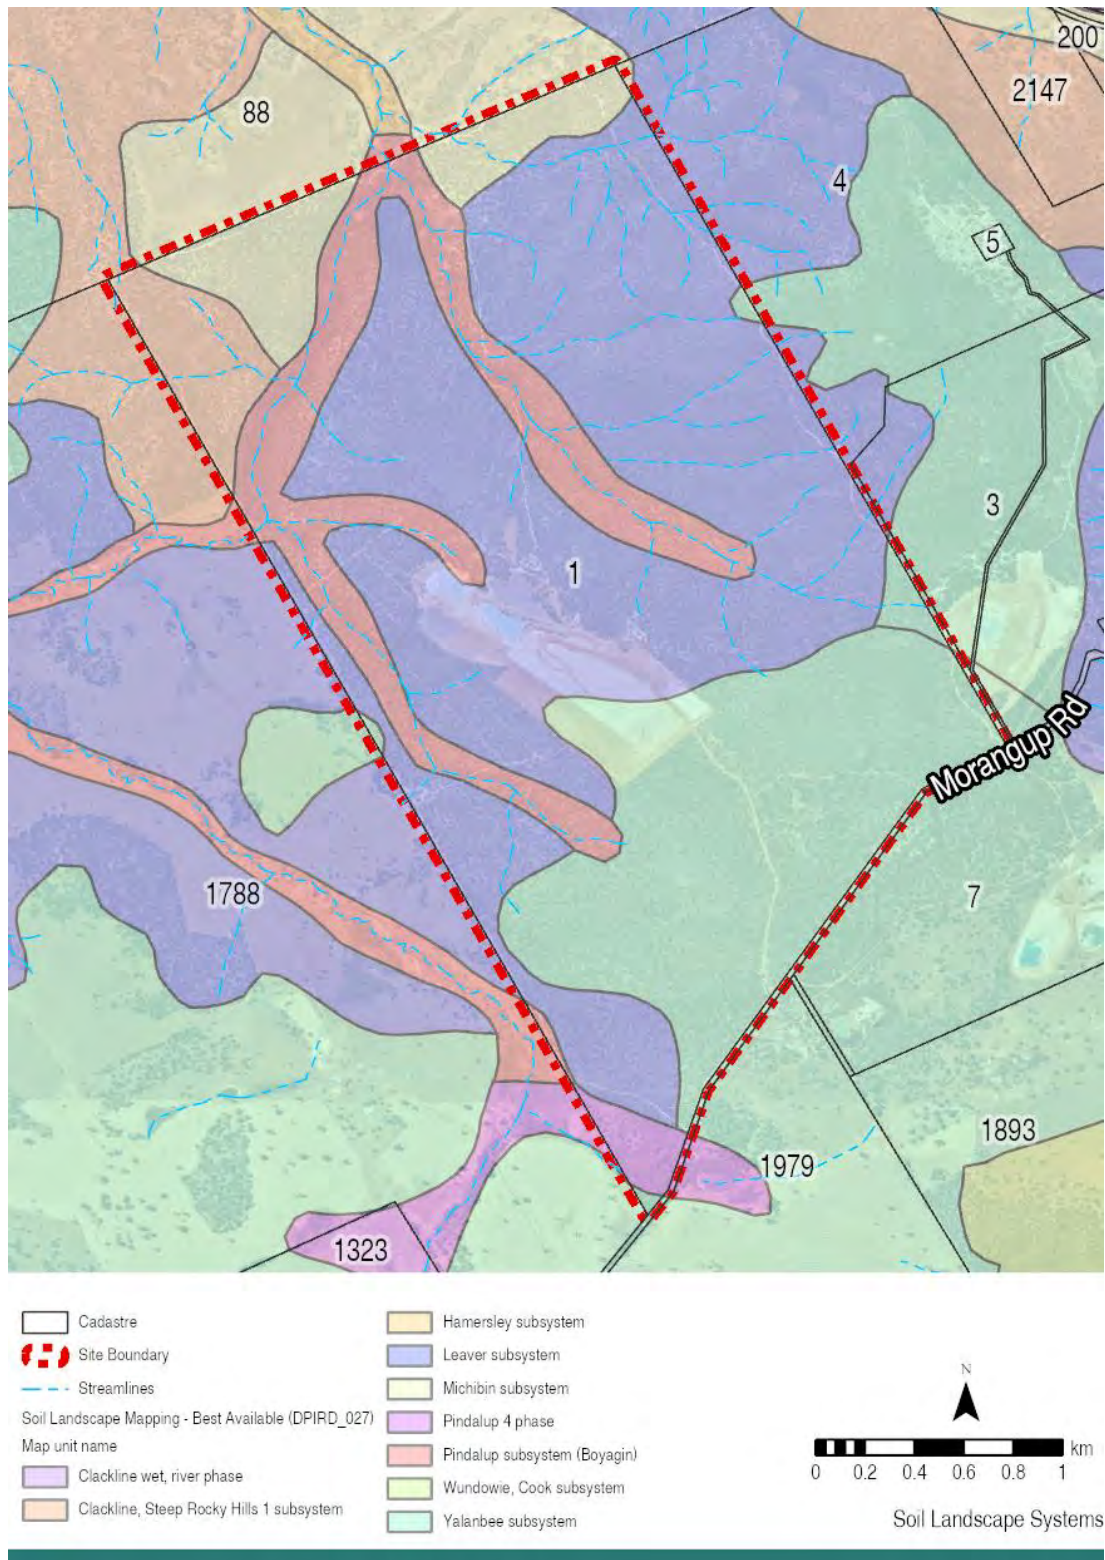 200
2147
88
4
5
3
1
Morangup Rd
7
1788
1893
1979
1323
Cadastre
Site Boundary
Streamlines
Soil Landscape Mapping - Best Available (DPIRD_027)
Map unit name
Clackline wet, river phase
Clackline, Steep Rocky Hills 1 subsystem
Hamersley subsystem
Leaver subsystem
Michibin subsystem
Pindalup 4 phase
Pindalup subsystem (Boyagin)
Wundowie, Cook subsystem
Yalanbee subsystem
N
km
0 0.2 0.4 0.6 0.8 1
Soil Landscape Systems